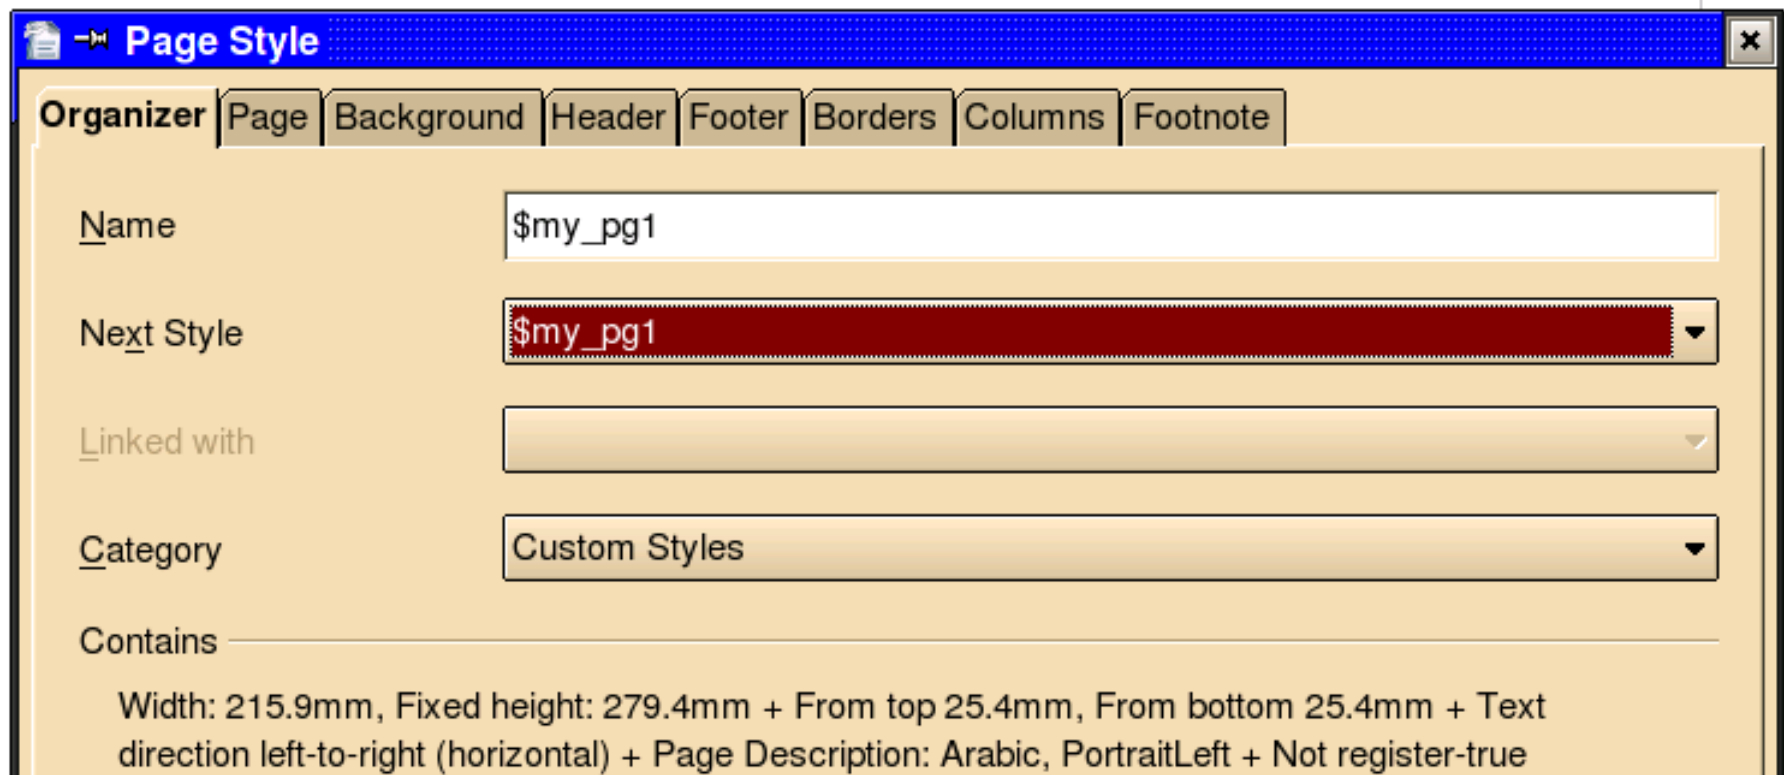 Page Style
Organizer Page Background Header Footer Borders Columns Footnote
Name $my_pg1
Next Style $my_pg1
Linked with
Category Custom Styles
Contains
Width: 215.9mm, Fixed height: 279.4mm + From top 25.4mm, From bottom 25.4mm + Text
direction left-to-right (horizontal) + Page Description: Arabic, PortraitLeft + Not register-true